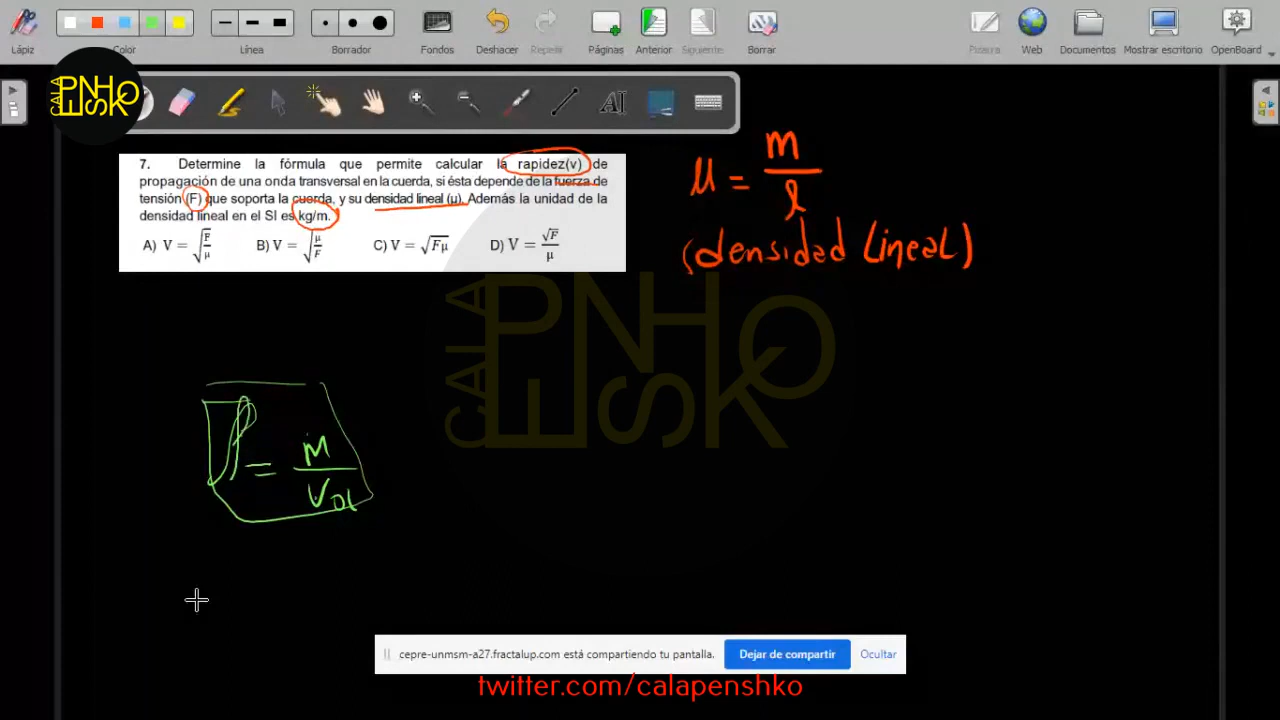 Lápiz Color Línea Borrador Fondos Deshacer Repetir Páginas Anterior Siguiente Borrar Pizarra Web Documentos Mostrar escritorio OpenBoard
CALA
PENSHKO
7. Determine la fórmula que permite calcular la rapidez(v) de
propagación de una onda transversal en la cuerda, si ésta depende de la fuerza de
tensión (F) que soporta la cuerda, y su densidad lineal (μ). Además la unidad de la
densidad lineal en el SI es kg/m.
A) V = √(F/μ) B) V = √(μ/F) C) V = √Fμ D) V = √F/μ
μ = m/l
(densidad Lineal)
CALA
PENSHKO
ρ = m/Vol
cepre-unmsm-a27.fractalup.com está compartiendo tu pantalla. Dejar de compartir Ocultar
twitter.com/calapenshko